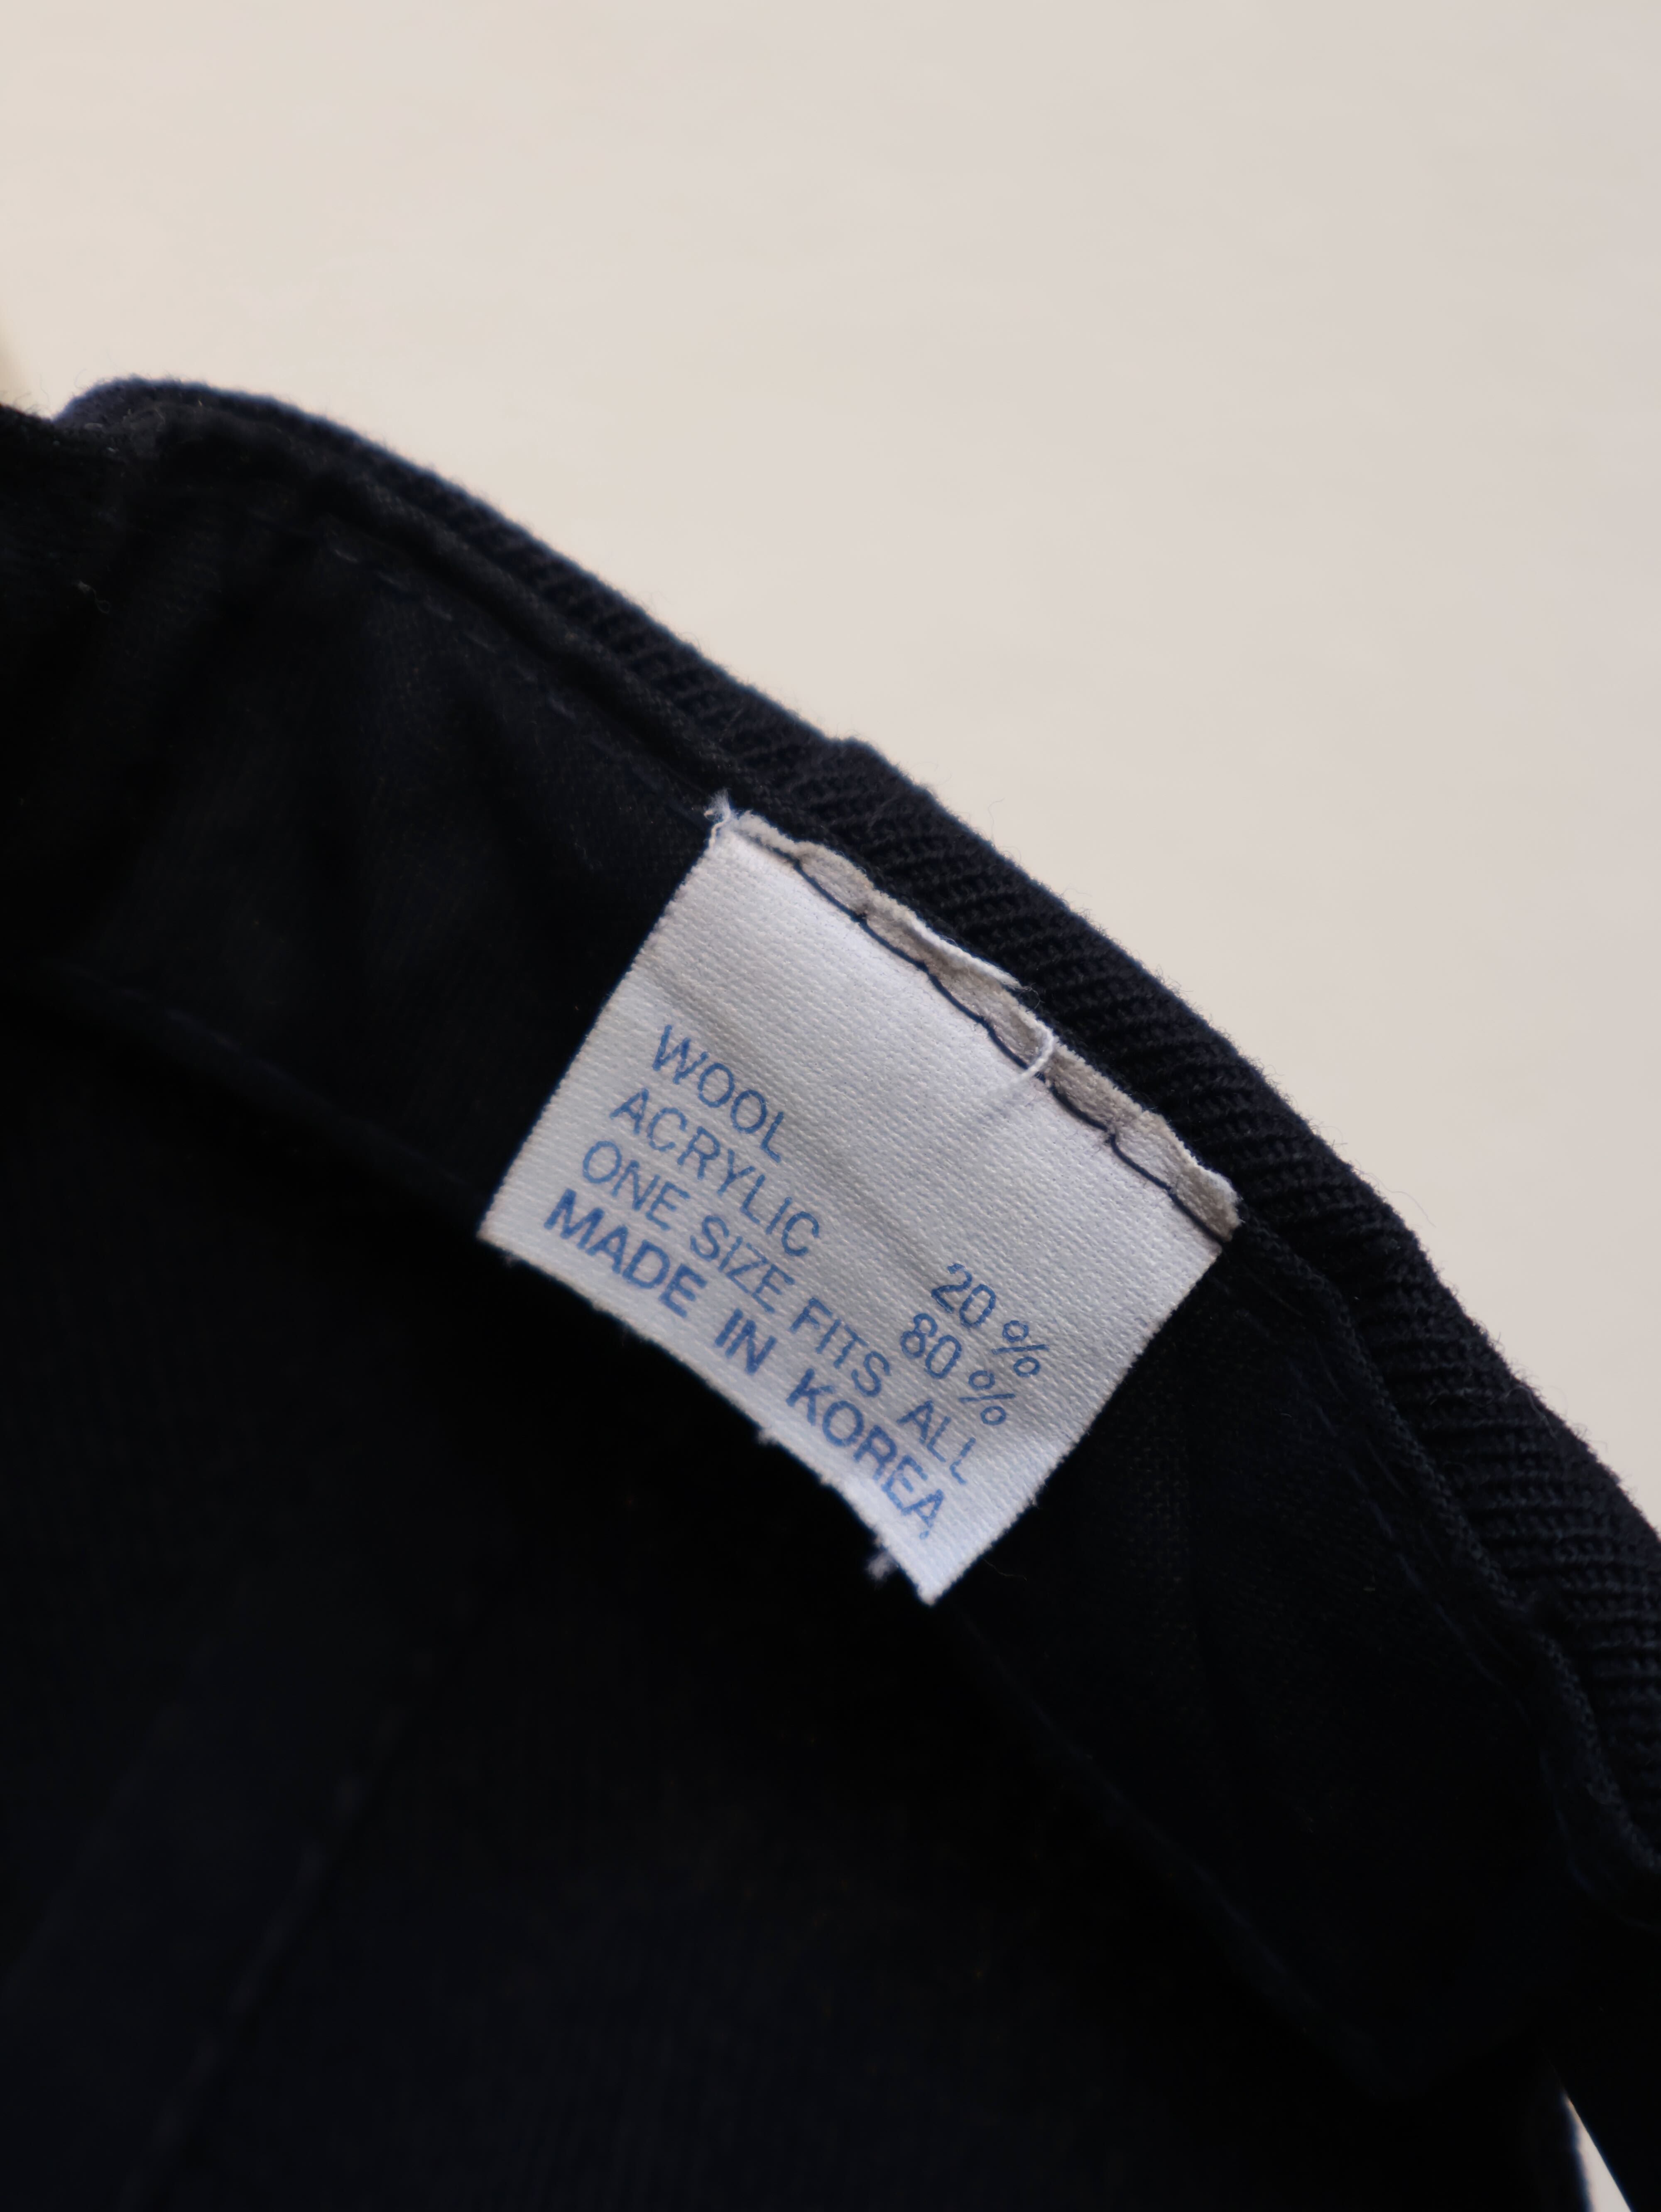 WOOL 20 %
ACRYLIC 80 %
ONE SIZE FITS ALL
MADE IN KOREA